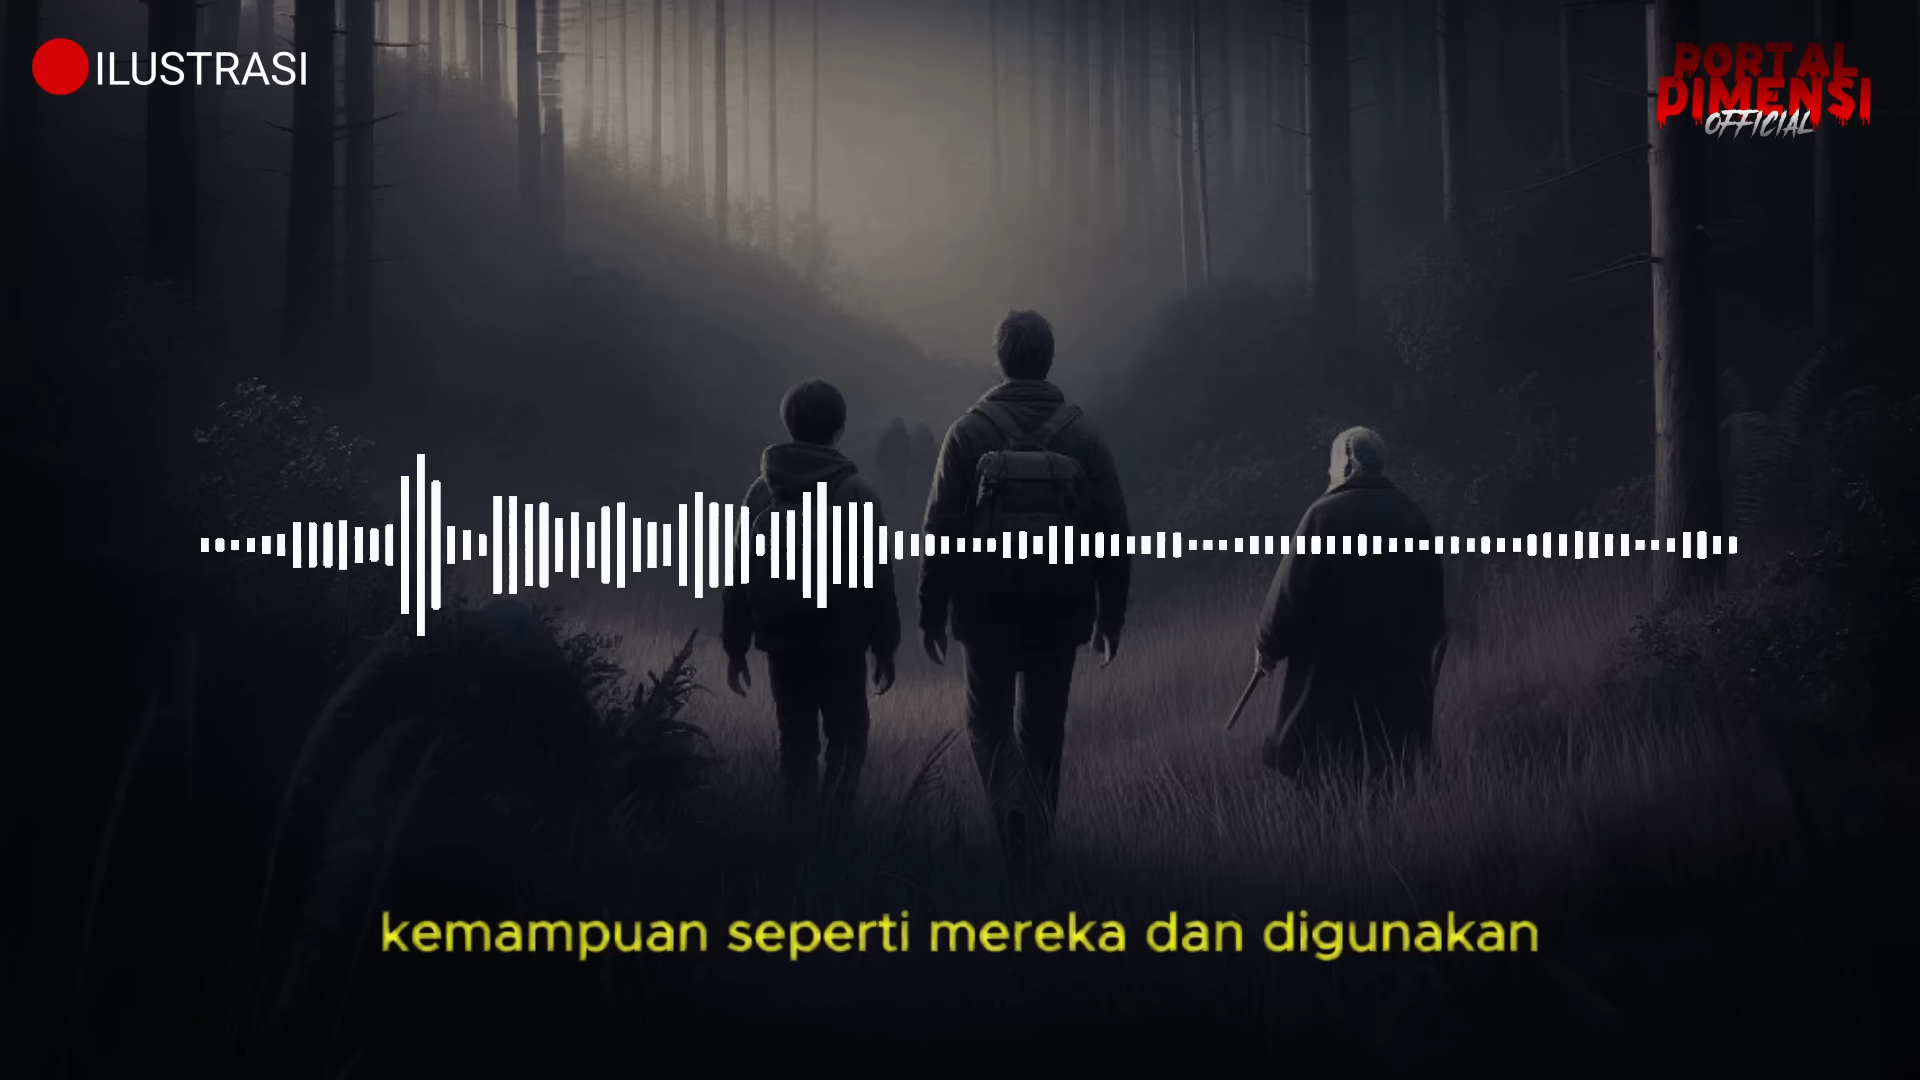 ILUSTRASI
PORTAL
DIMENSI
OFFICIAL
kemampuan seperti mereka dan digunakan